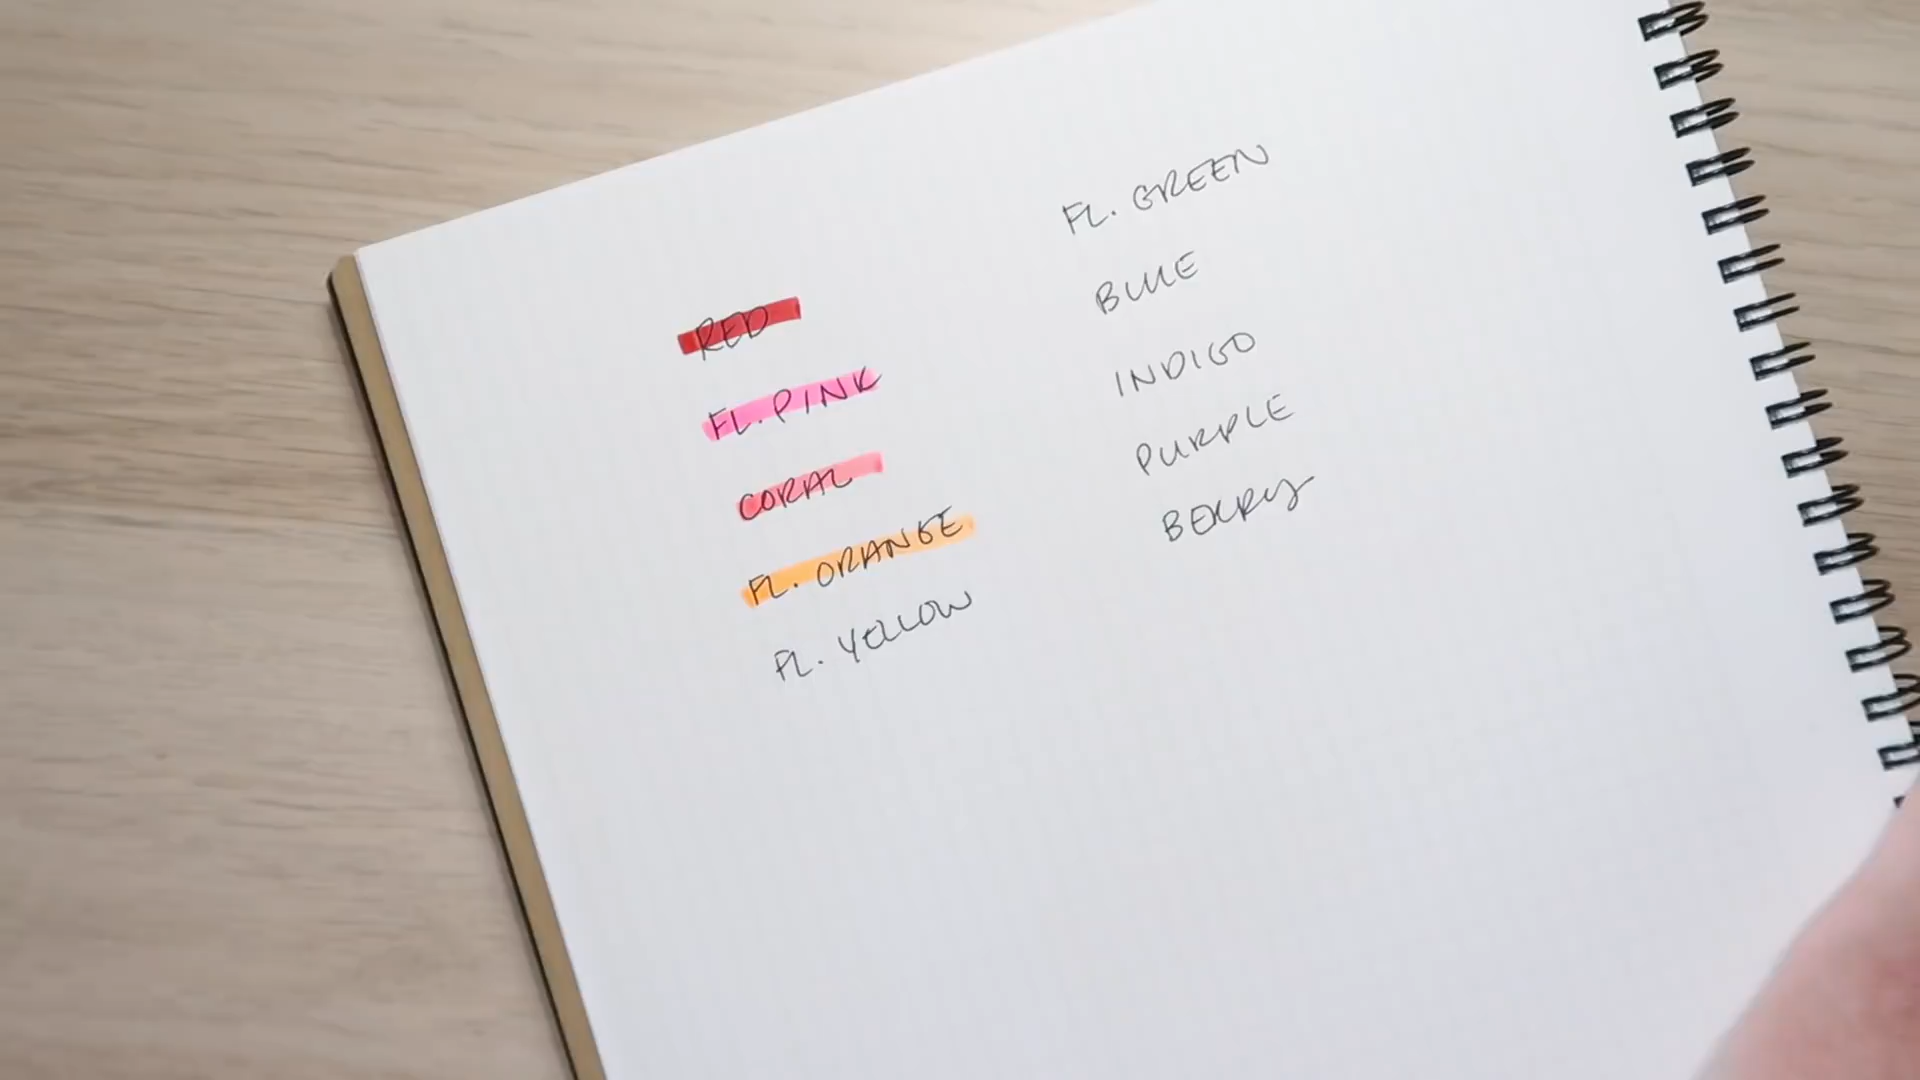 RED
FL. PINK
CORAL
FL. ORANGE
FL. YELLOW
FL. GREEN
BLUE
INDIGO
PURPLE
BERRY